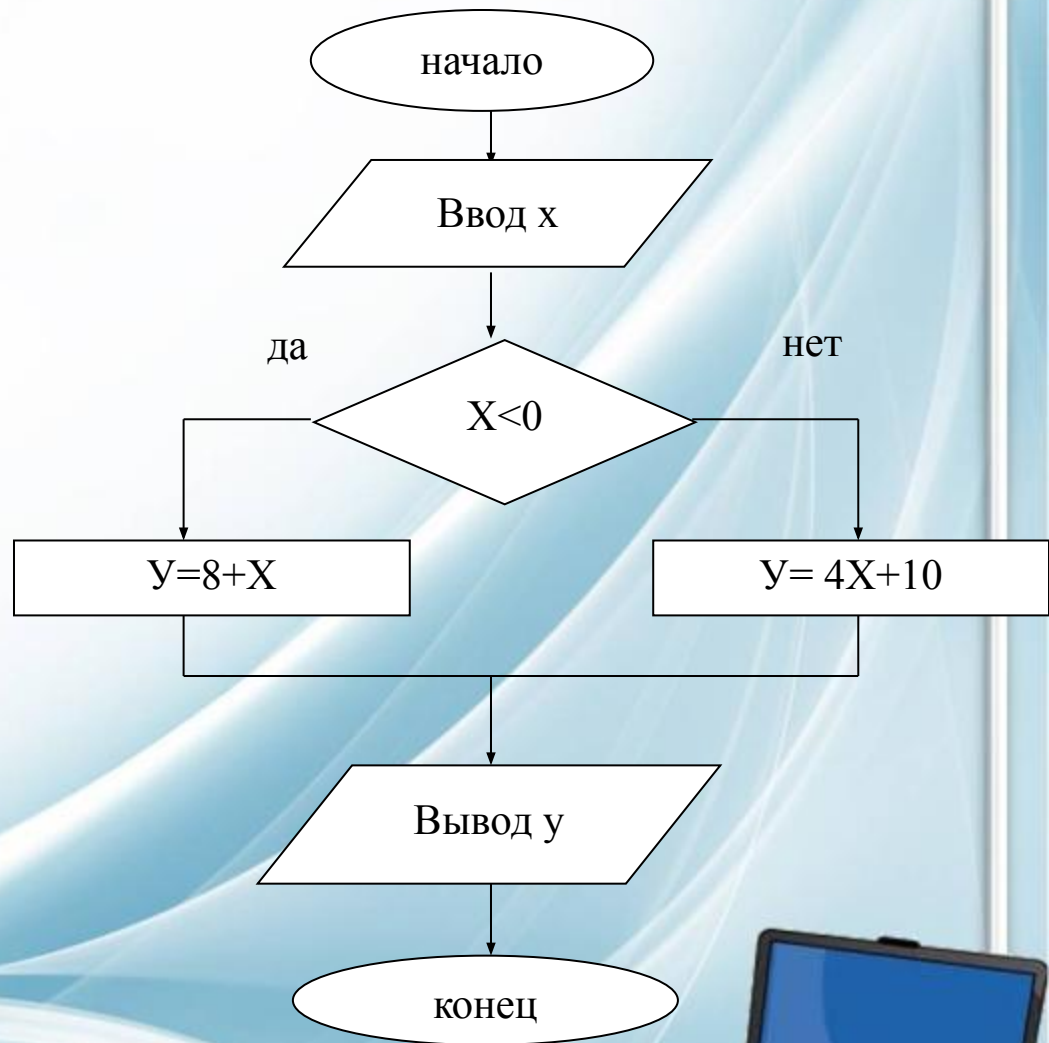 начало
Ввод х
да
нет
X<0
У=8+X
У= 4X+10
Вывод у
конец